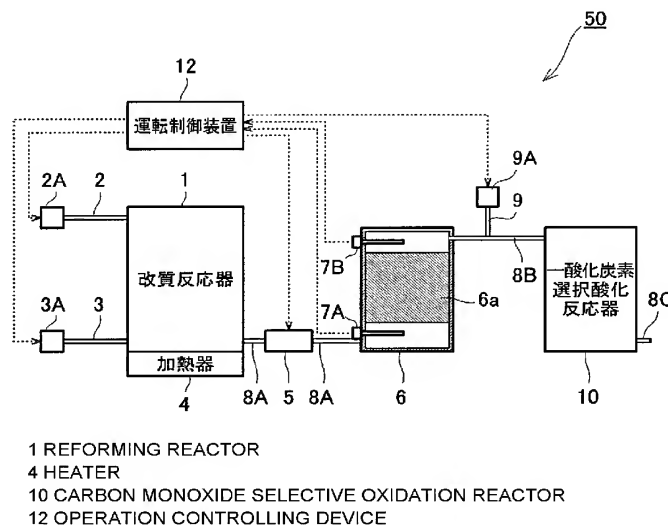 50
12
運転制御装置
9A
2A
2
1
9
7B
8B
改質反応器
6a
一酸化炭素
選択酸化
反応器
8C
3A
3
7A
加熱器
4
8A
5
8A
6
10
1 REFORMING REACTOR
4 HEATER
10 CARBON MONOXIDE SELECTIVE OXIDATION REACTOR
12 OPERATION CONTROLLING DEVICE